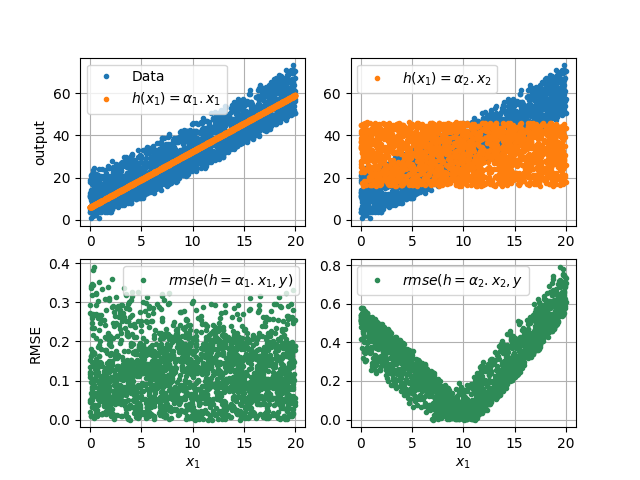 Data
h(x₁) = α₁. x₁
output
60
40
20
0
0 5 10 15 20
h(x₁) = α₂. x₂
60
40
20
0
0 5 10 15 20
rmse(h = α₁. x₁, y)
RMSE
0.4
0.3
0.2
0.1
0.0
0 5 10 15 20
x₁
rmse(h = α₂. x₂, y
0.8
0.6
0.4
0.2
0.0
0 5 10 15 20
x₁